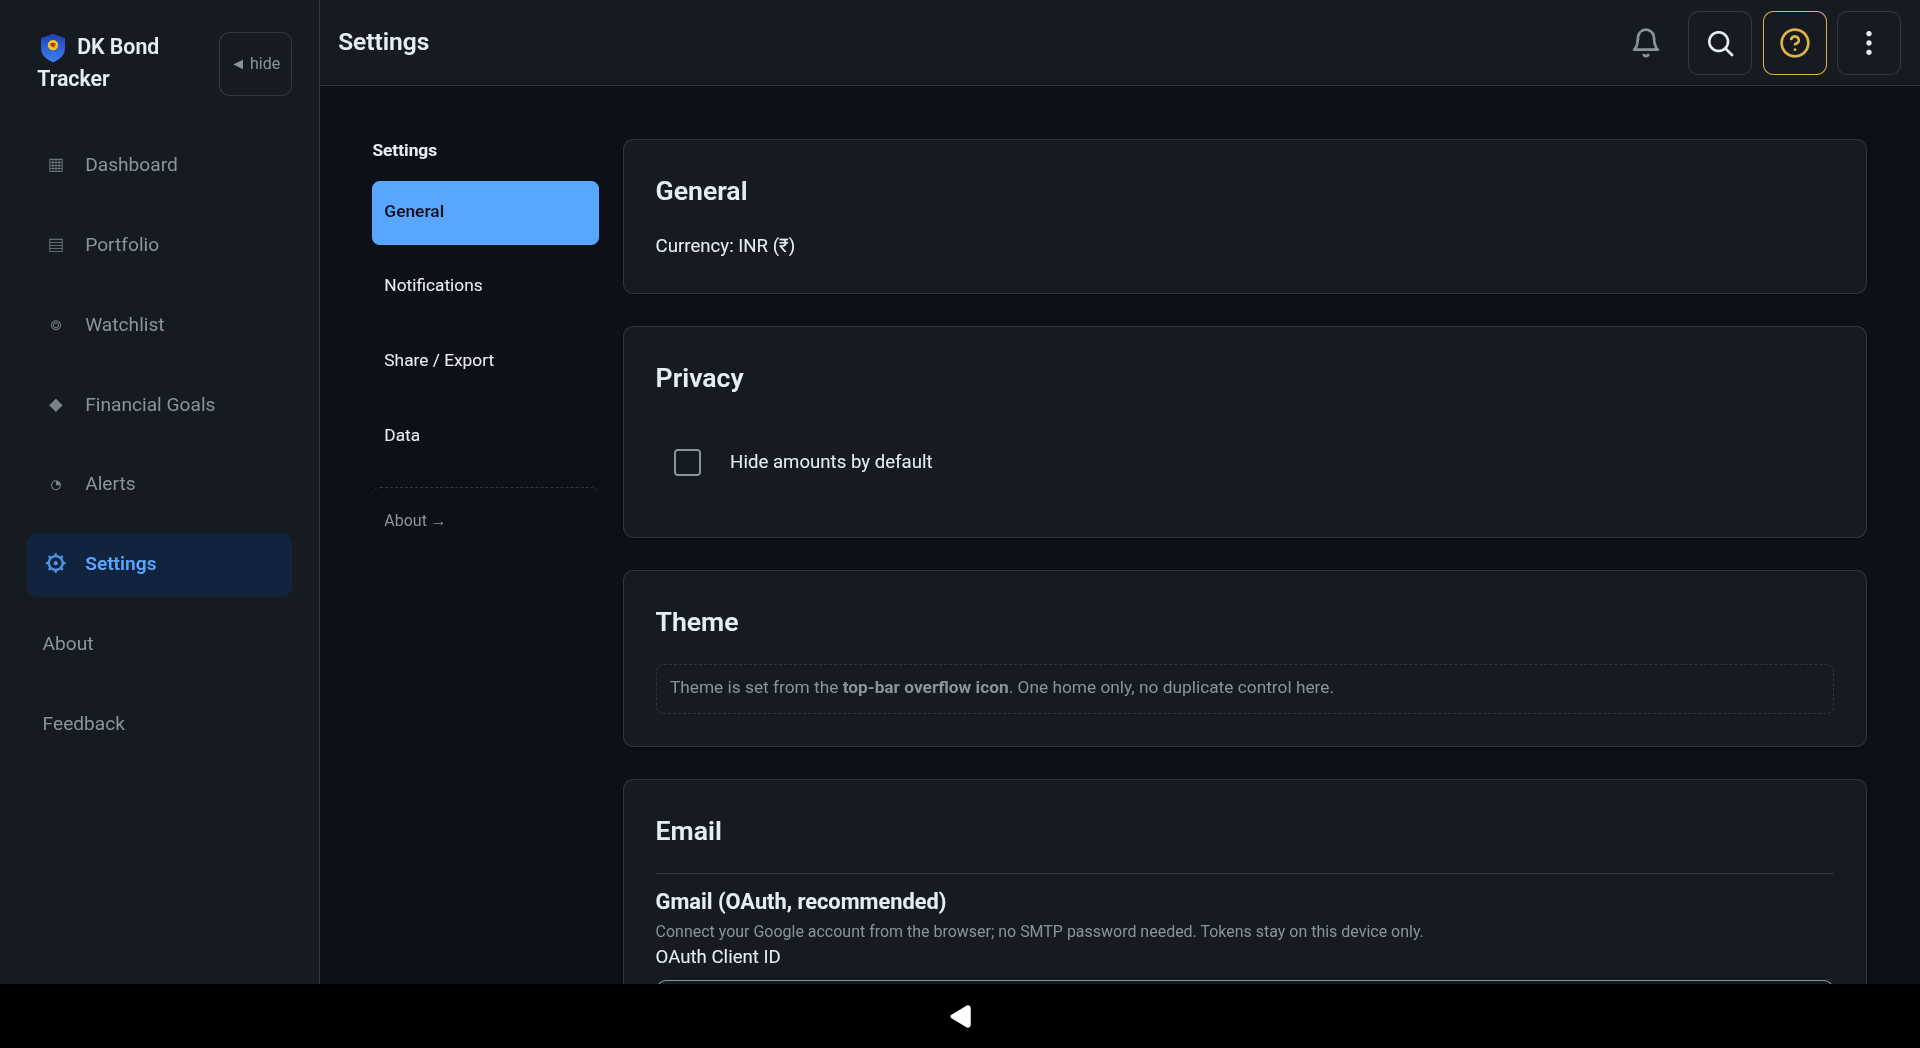 DK Bond
Tracker
◄ hide
Dashboard
Portfolio
Watchlist
Financial Goals
Alerts
Settings
About
Feedback
Settings
Settings
General
Notifications
Share / Export
Data
About →
General
Currency: INR (₹)
Privacy
Hide amounts by default
Theme
Theme is set from the top-bar overflow icon. One home only, no duplicate control here.
Email
Gmail (OAuth, recommended)
Connect your Google account from the browser; no SMTP password needed. Tokens stay on this device only.
OAuth Client ID